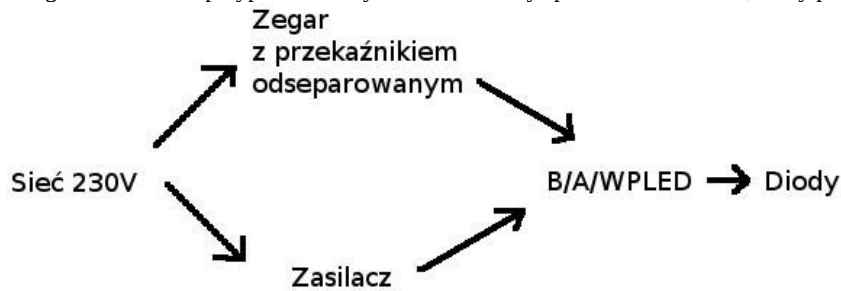 Zegar
z przekaźnikiem
odseparowanym
Sieć 230V
B/A/WPLED
Diody
Zasilacz